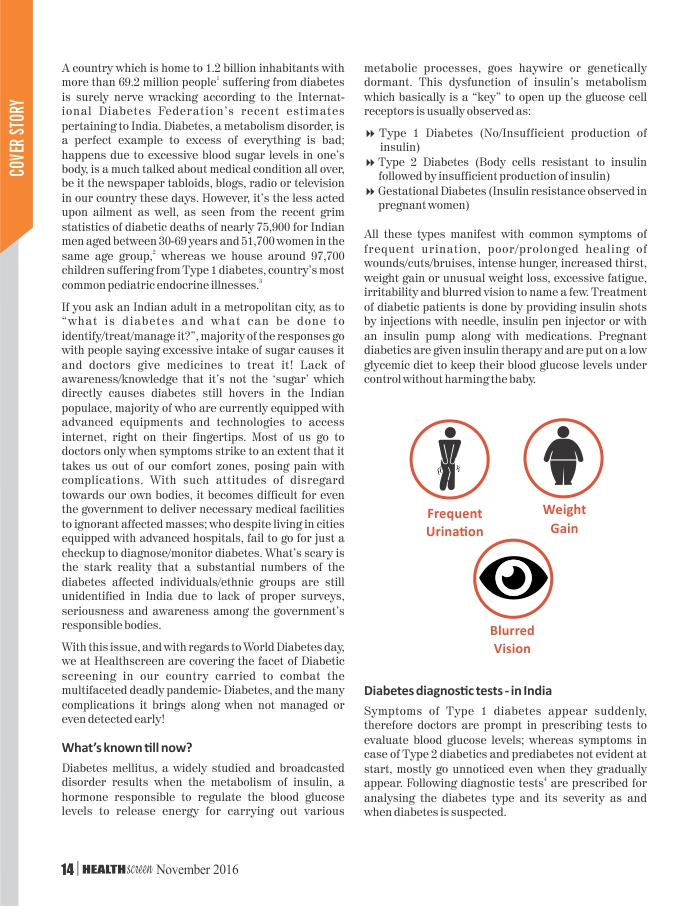 COVER STORY
A country which is home to 1.2 billion inhabitants with
more than 69.2 million people1 suffering from diabetes
is surely nerve wracking according to the Internat-
ional Diabetes Federation's recent estimates
pertaining to India. Diabetes, a metabolism disorder, is
a perfect example to excess of everything is bad;
happens due to excessive blood sugar levels in one's
body, is a much talked about medical condition all over,
be it the newspaper tabloids, blogs, radio or television
in our country these days. However, it's the less acted
upon ailment as well, as seen from the recent grim
statistics of diabetic deaths of nearly 75,900 for Indian
men aged between 30-69 years and 51,700 women in the
same age group,2 whereas we house around 97,700
children suffering from Type 1 diabetes, country's most
common pediatric endocrine illnesses.3
If you ask an Indian adult in a metropolitan city, as to
"what is diabetes and what can be done to
identify/treat/manage it?", majority of the responses go
with people saying excessive intake of sugar causes it
and doctors give medicines to treat it! Lack of
awareness/knowledge that it's not the 'sugar' which
directly causes diabetes still hovers in the Indian
populace, majority of who are currently equipped with
advanced equipments and technologies to access
internet, right on their fingertips. Most of us go to
doctors only when symptoms strike to an extent that it
takes us out of our comfort zones, posing pain with
complications. With such attitudes of disregard
towards our own bodies, it becomes difficult for even
the government to deliver necessary medical facilities
to ignorant affected masses; who despite living in cities
equipped with advanced hospitals, fail to go for just a
checkup to diagnose/monitor diabetes. What's scary is
the stark reality that a substantial numbers of the
diabetes affected individuals/ethnic groups are still
unidentified in India due to lack of proper surveys,
seriousness and awareness among the government's
responsible bodies.
With this issue, and with regards to World Diabetes day,
we at Healthscreen are covering the facet of Diabetic
screening in our country carried to combat the
multifaceted deadly pandemic- Diabetes, and the many
complications it brings along when not managed or
even detected early!
What's known till now?
Diabetes mellitus, a widely studied and broadcasted
disorder results when the metabolism of insulin, a
hormone responsible to regulate the blood glucose
levels to release energy for carrying out various
metabolic processes, goes haywire or genetically
dormant. This dysfunction of insulin's metabolism
which basically is a "key" to open up the glucose cell
receptors is usually observed as:
Type 1 Diabetes (No/Insufficient production of
insulin)
Type 2 Diabetes (Body cells resistant to insulin
followed by insufficient production of insulin)
Gestational Diabetes (Insulin resistance observed in
pregnant women)
All these types manifest with common symptoms of
frequent urination, poor/prolonged healing of
wounds/cuts/bruises, intense hunger, increased thirst,
weight gain or unusual weight loss, excessive fatigue,
irritability and blurred vision to name a few. Treatment
of diabetic patients is done by providing insulin shots
by injections with needle, insulin pen injector or with
an insulin pump along with medications. Pregnant
diabetics are given insulin therapy and are put on a low
glycemic diet to keep their blood glucose levels under
control without harming the baby.
Frequent
Urination
Weight
Gain
Blurred
Vision
Diabetes diagnostic tests - in India
Symptoms of Type 1 diabetes appear suddenly,
therefore doctors are prompt in prescribing tests to
evaluate blood glucose levels; whereas symptoms in
case of Type 2 diabetics and prediabetes not evident at
start, mostly go unnoticed even when they gradually
appear. Following diagnostic tests4 are prescribed for
analysing the diabetes type and its severity as and
when diabetes is suspected.
14 | HEALTHscreen November 2016